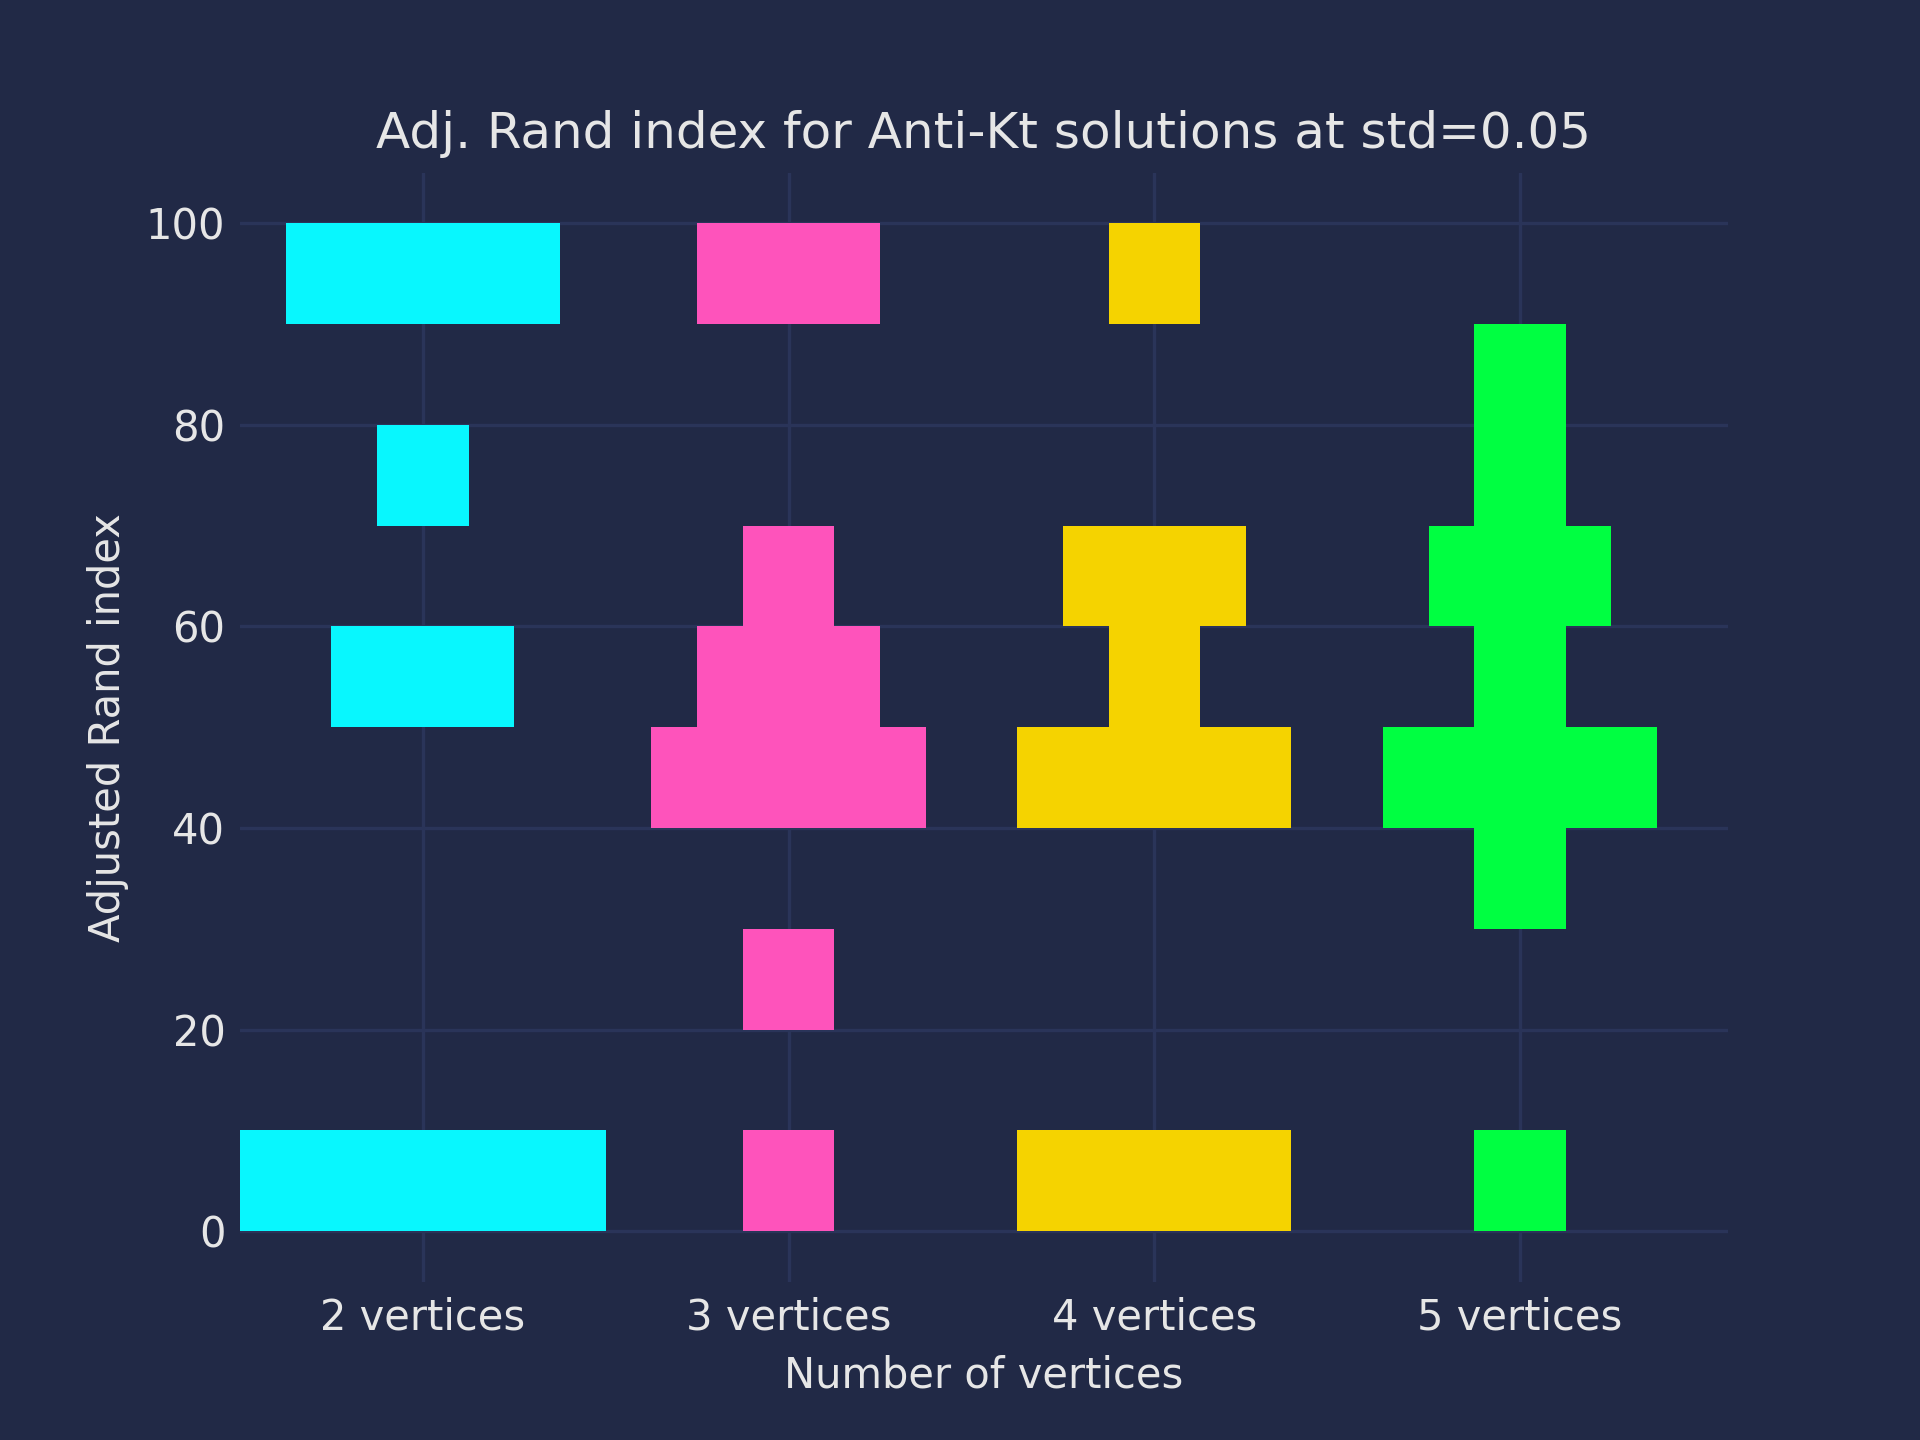 Adj. Rand index for Anti-Kt solutions at std=0.05
100
80
60
40
20
0
Adjusted Rand index
2 vertices
3 vertices
4 vertices
5 vertices
Number of vertices